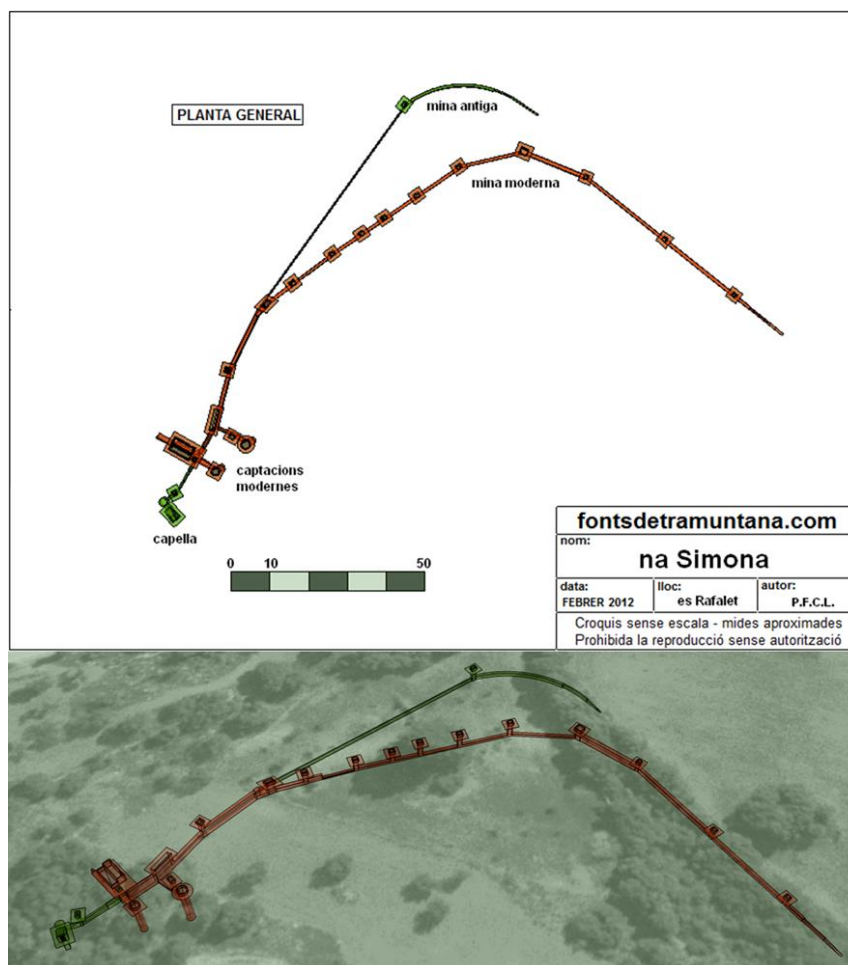 PLANTA GENERAL
mina antiga
mina moderna
captacions
modernes
capella
0 10 50
fontsdetramuntana.com
nom:
na Simona
data: lloc: autor:
FEBRER 2012 es Rafalet P.F.C.L.
Croquis sense escala - mides aproximades
Prohibida la reproducció sense autorització